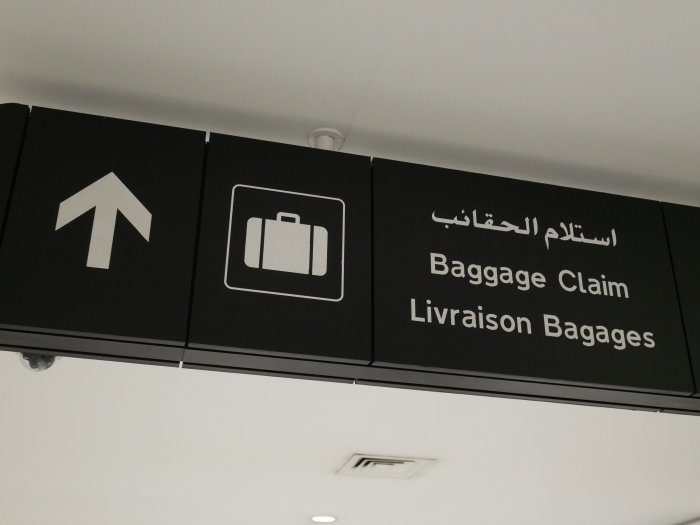 استلام الحقائب
Baggage Claim
Livraison Bagages